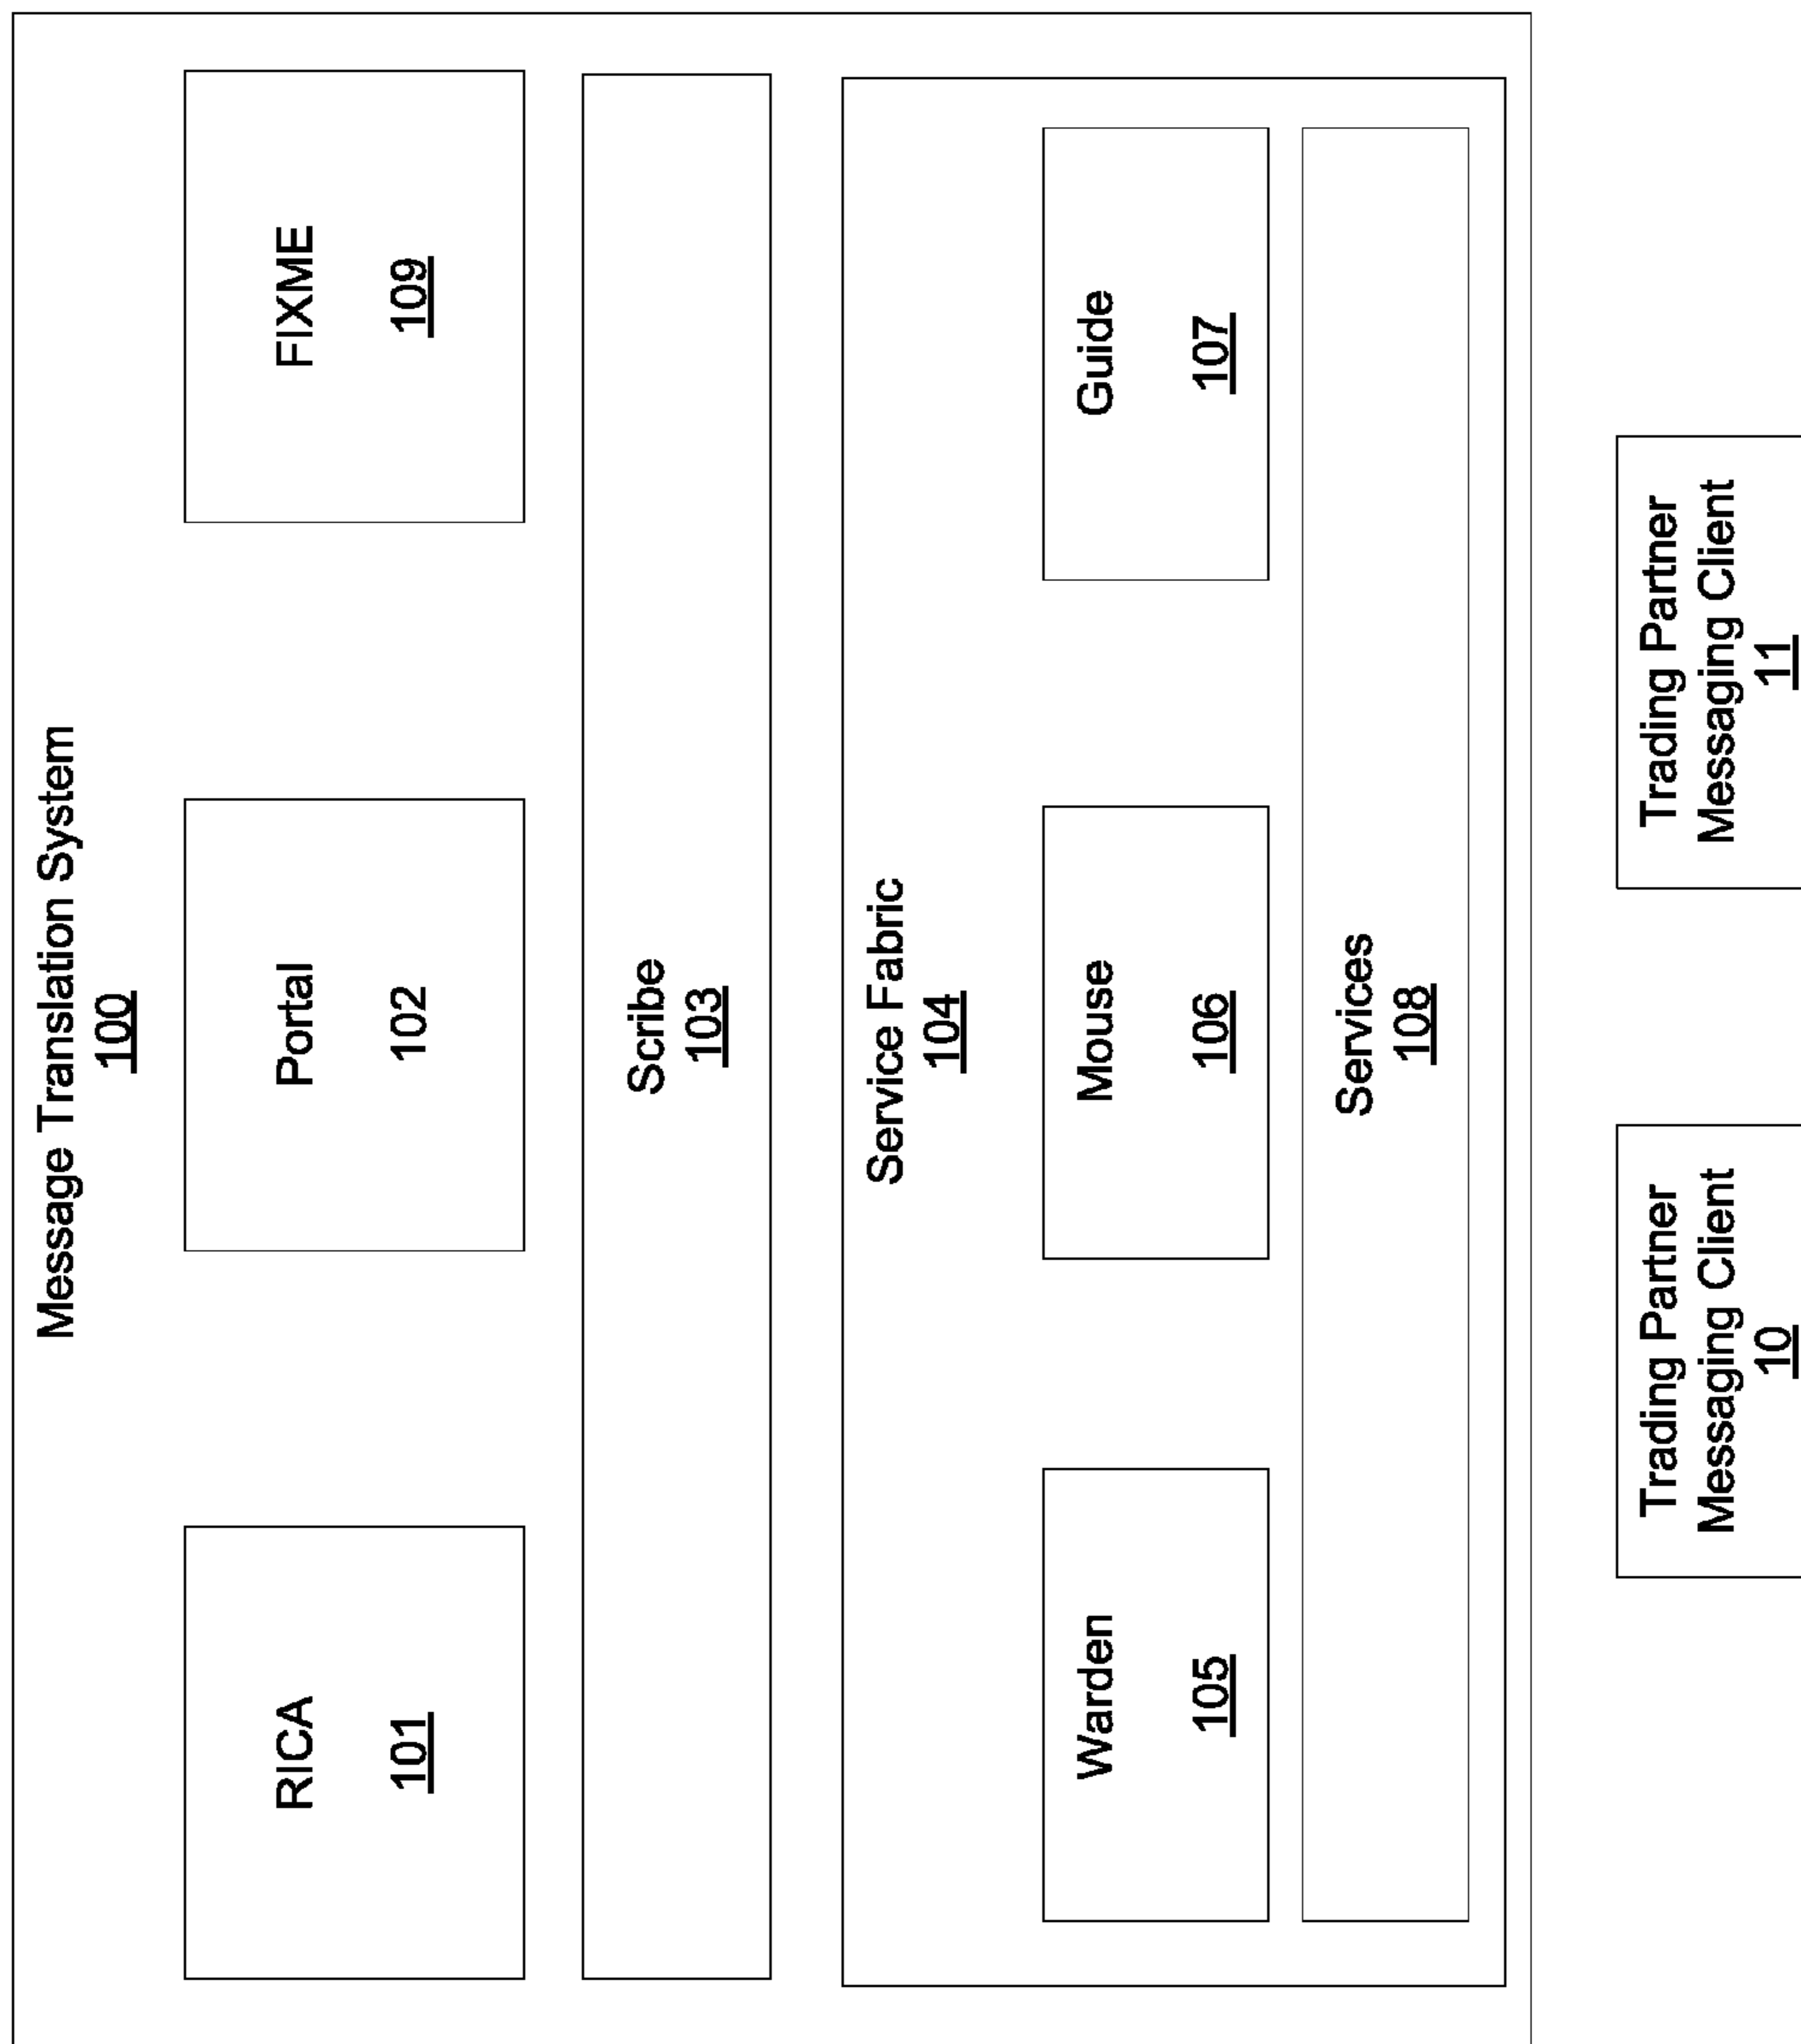 Message Translation System
100
RICA
101
Portal
102
FIXME
109
Scribe
103
Service Fabric
104
Warden
105
Mouse
106
Guide
107
Services
108
Trading Partner
Messaging Client
10
Trading Partner
Messaging Client
11